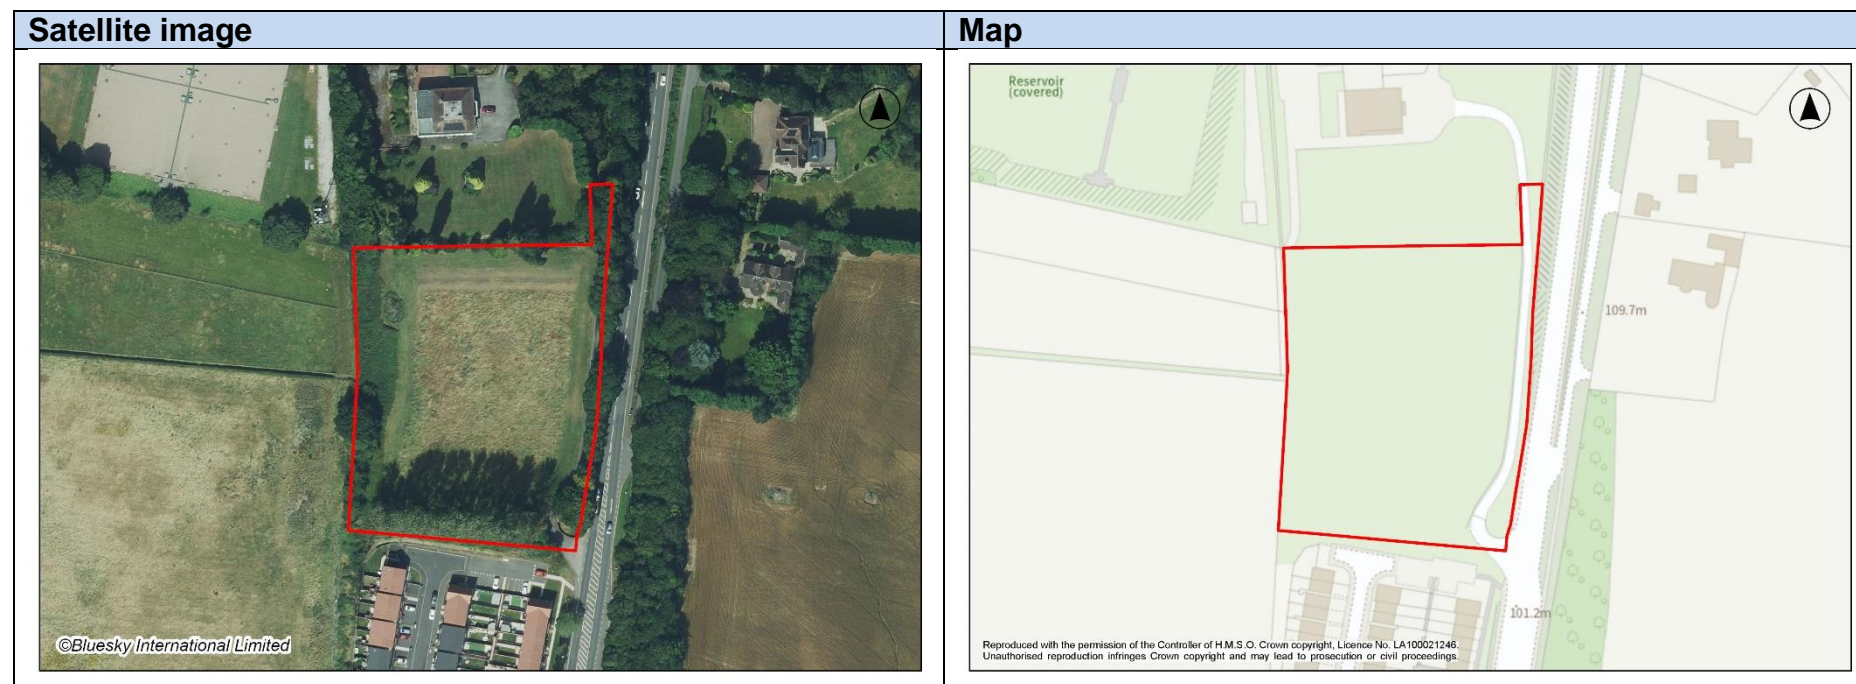 Satellite image
Map
©Bluesky International Limited
Reservoir
(covered)
109.7m
101.2m
Reproduced with the permission of the Controller of H.M.S.O. Crown copyright, Licence No. LA100021246.
Unauthorised reproduction infringes Crown copyright and may lead to prosecution or civil proceedings.